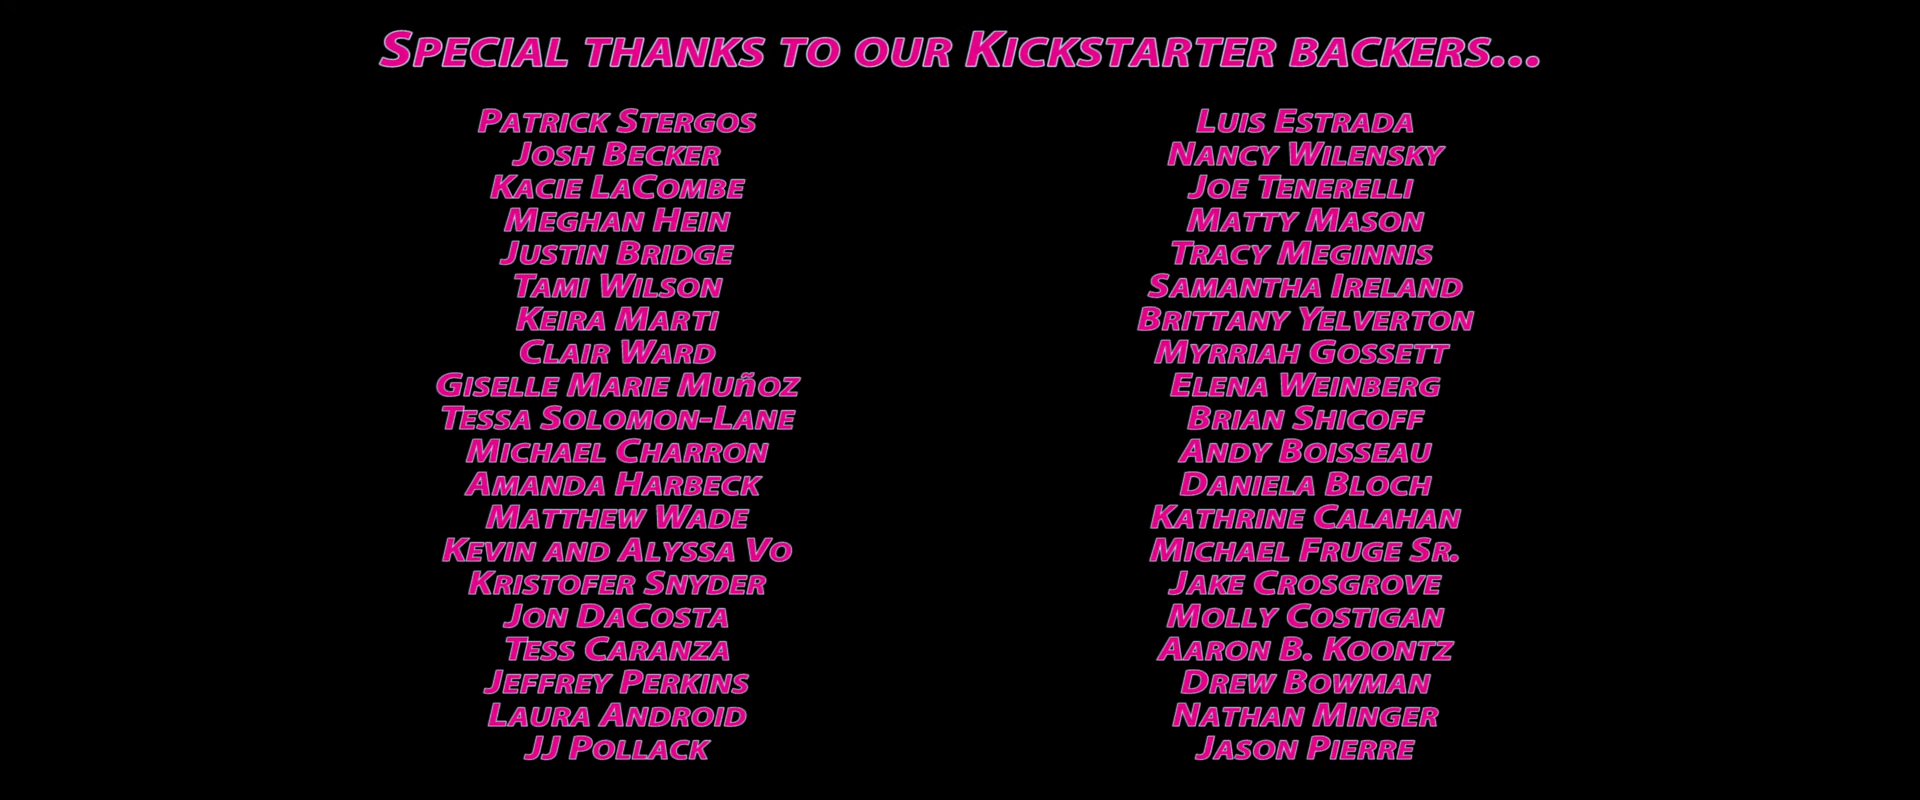 Special thanks to our Kickstarter backers...
Patrick Stergos
Josh Becker
Kacie LaCombe
Meghan Hein
Justin Bridge
Tami Wilson
Keira Marti
Clair Ward
Giselle Marie Muñoz
Tessa Solomon-Lane
Michael Charron
Amanda Harbeck
Matthew Wade
Kevin and Alyssa Vo
Kristofer Snyder
Jon DaCosta
Tess Caranza
Jeffrey Perkins
Laura Android
JJ Pollack
Luis Estrada
Nancy Wilensky
Joe Tenerelli
Matty Mason
Tracy Meginnis
Samantha Ireland
Brittany Yelverton
Myrriah Gossett
Elena Weinberg
Brian Shicoff
Andy Boisseau
Daniela Bloch
Kathrine Calahan
Michael Fruge Sr.
Jake Crosgrove
Molly Costigan
Aaron B. Koontz
Drew Bowman
Nathan Minger
Jason Pierre